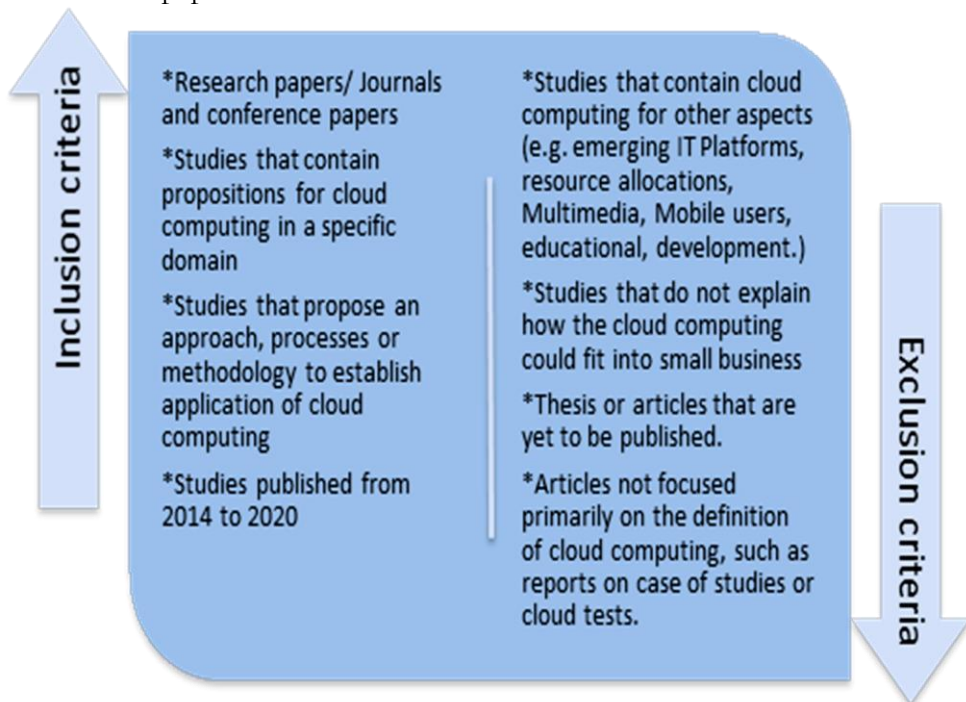 Inclusion criteria
*Research papers/ Journals
and conference papers
*Studies that contain
propositions for cloud
computing in a specific
domain
*Studies that propose an
approach, processes or
methodology to establish
application of cloud
computing
*Studies published from
2014 to 2020
*Studies that contain cloud
computing for other aspects
(e.g. emerging IT Platforms,
resource allocations,
Multimedia, Mobile users,
educational, development.)
*Studies that do not explain
how the cloud computing
could fit into small business
*Thesis or articles that are
yet to be published.
*Articles not focused
primarily on the definition
of cloud computing, such as
reports on case of studies or
cloud tests.
Exclusion criteria